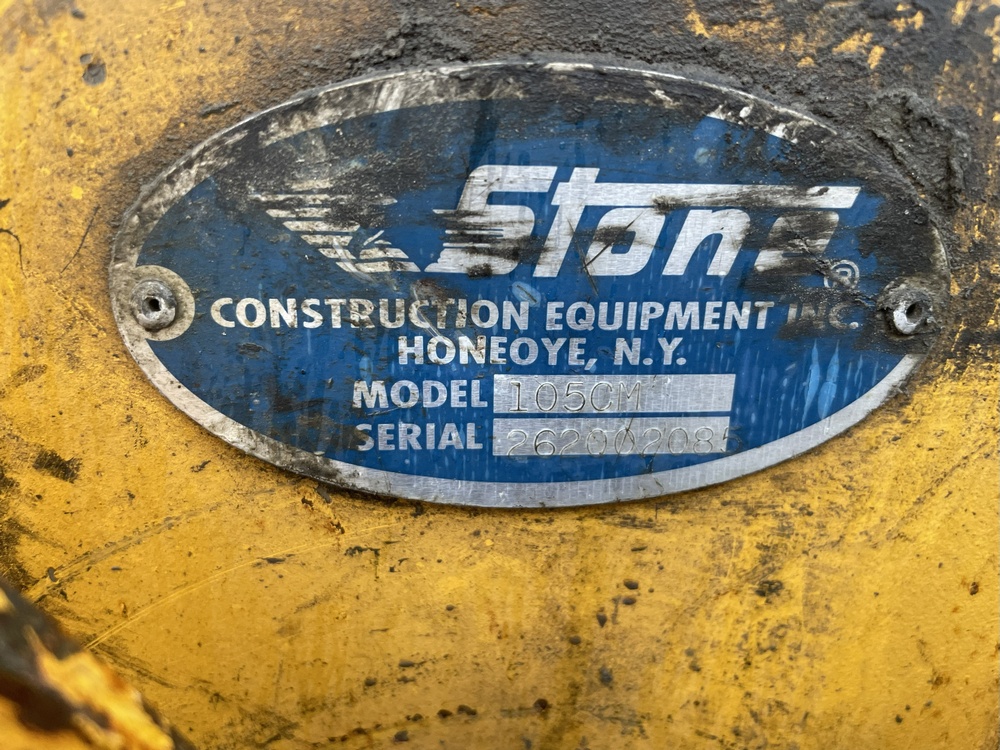 Stone ®
CONSTRUCTION EQUIPMENT INC.
HONEOYE, N.Y.
MODEL 105CM
SERIAL 262002085